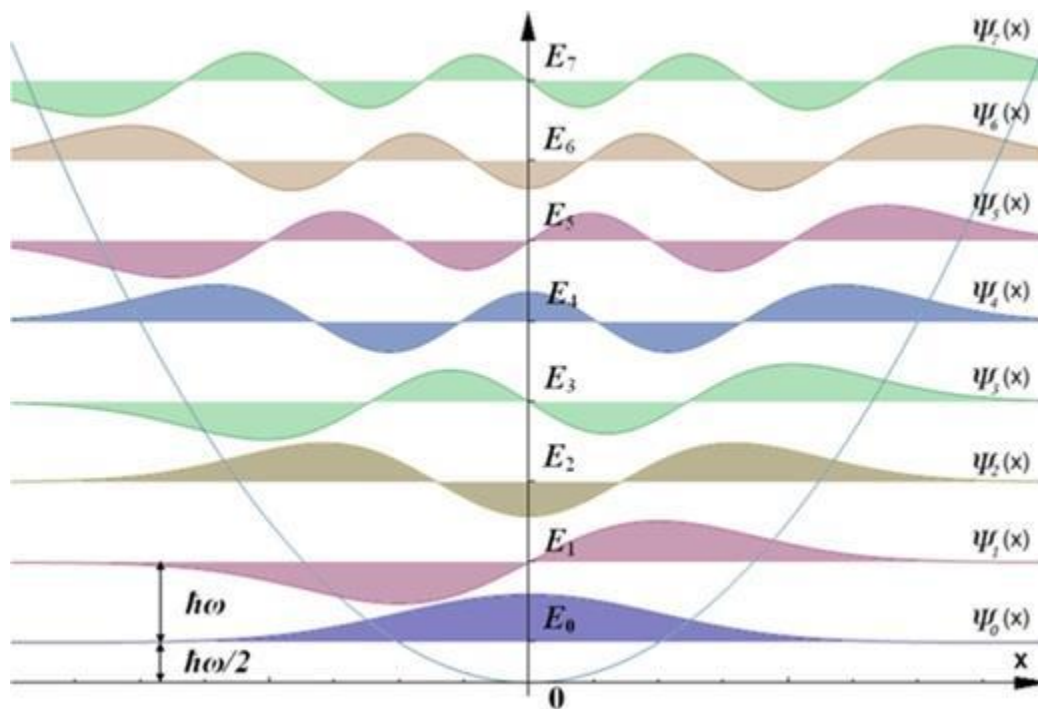 Ψ₇(x)
E₇
Ψ₆(x)
E₆
Ψ₅(x)
E₅
Ψ₄(x)
E₄
E₃
Ψ₃(x)
E₂
Ψ₂(x)
E₁
Ψ₁(x)
ħω
E₀
Ψ₀(x)
ħω/2
x
0